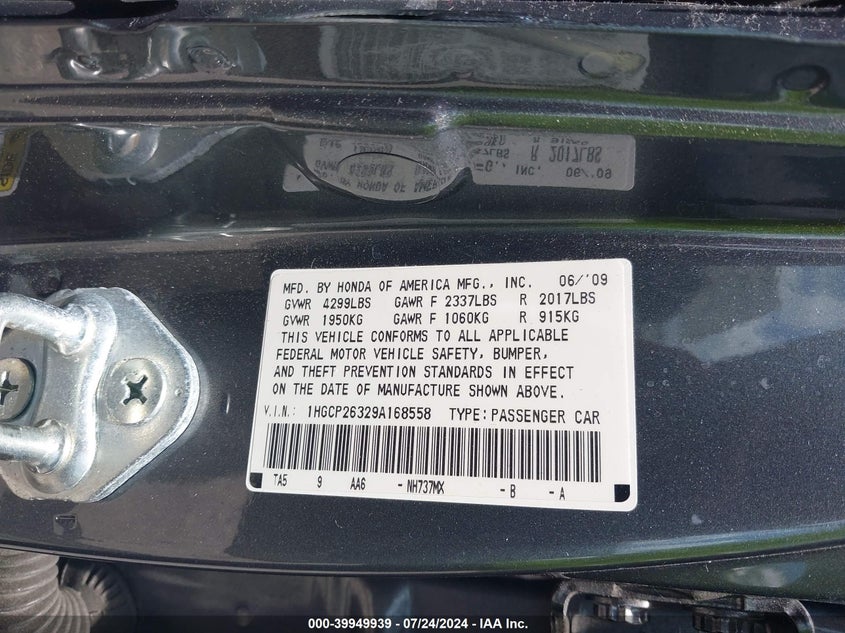 MFD. BY HONDA OF AMERICA MFG., INC. 06/'09
GVWR 4299LBS GAWR F 2337LBS R 2017LBS
GVWR 1950KG GAWR F 1060KG R 915KG
THIS VEHICLE CONFORMS TO ALL APPLICABLE
FEDERAL MOTOR VEHICLE SAFETY, BUMPER,
AND THEFT PREVENTION STANDARDS IN EFFECT
ON THE DATE OF MANUFACTURE SHOWN ABOVE.
V.I.N.: 1HGCP26329A168558 TYPE: PASSENGER CAR
TA5 9 AA6 - NH737MX - B - A
000-39949939 | 07/24/2024 - IAA Inc.